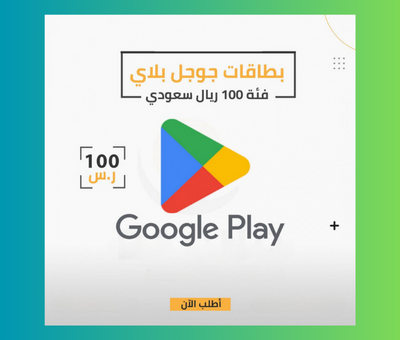 بطاقات جوجل بلاي
فئة 100 ريال سعودي
100
ر.س
Google Play
أطلب الآن